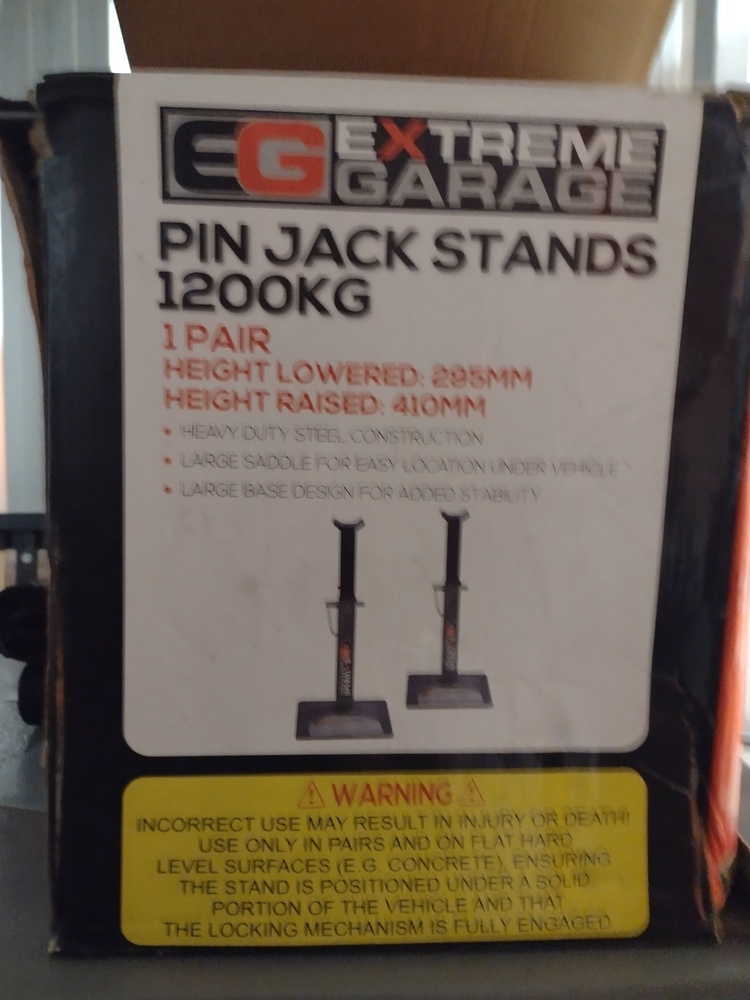 EG EXTREME
GARAGE
PIN JACK STANDS
1200KG
1 PAIR
HEIGHT LOWERED: 295MM
HEIGHT RAISED: 410MM
• HEAVY DUTY STEEL CONSTRUCTION
• LARGE SADDLE FOR EASY LOCATION UNDER VEHICLE
• LARGE BASE DESIGN FOR ADDED STABILITY
⚠ WARNING ⚠
INCORRECT USE MAY RESULT IN INJURY OR DEATH!
USE ONLY IN PAIRS AND ON FLAT HARD
LEVEL SURFACES (E.G. CONCRETE), ENSURING
THE STAND IS POSITIONED UNDER A SOLID
PORTION OF THE VEHICLE AND THAT
THE LOCKING MECHANISM IS FULLY ENGAGED